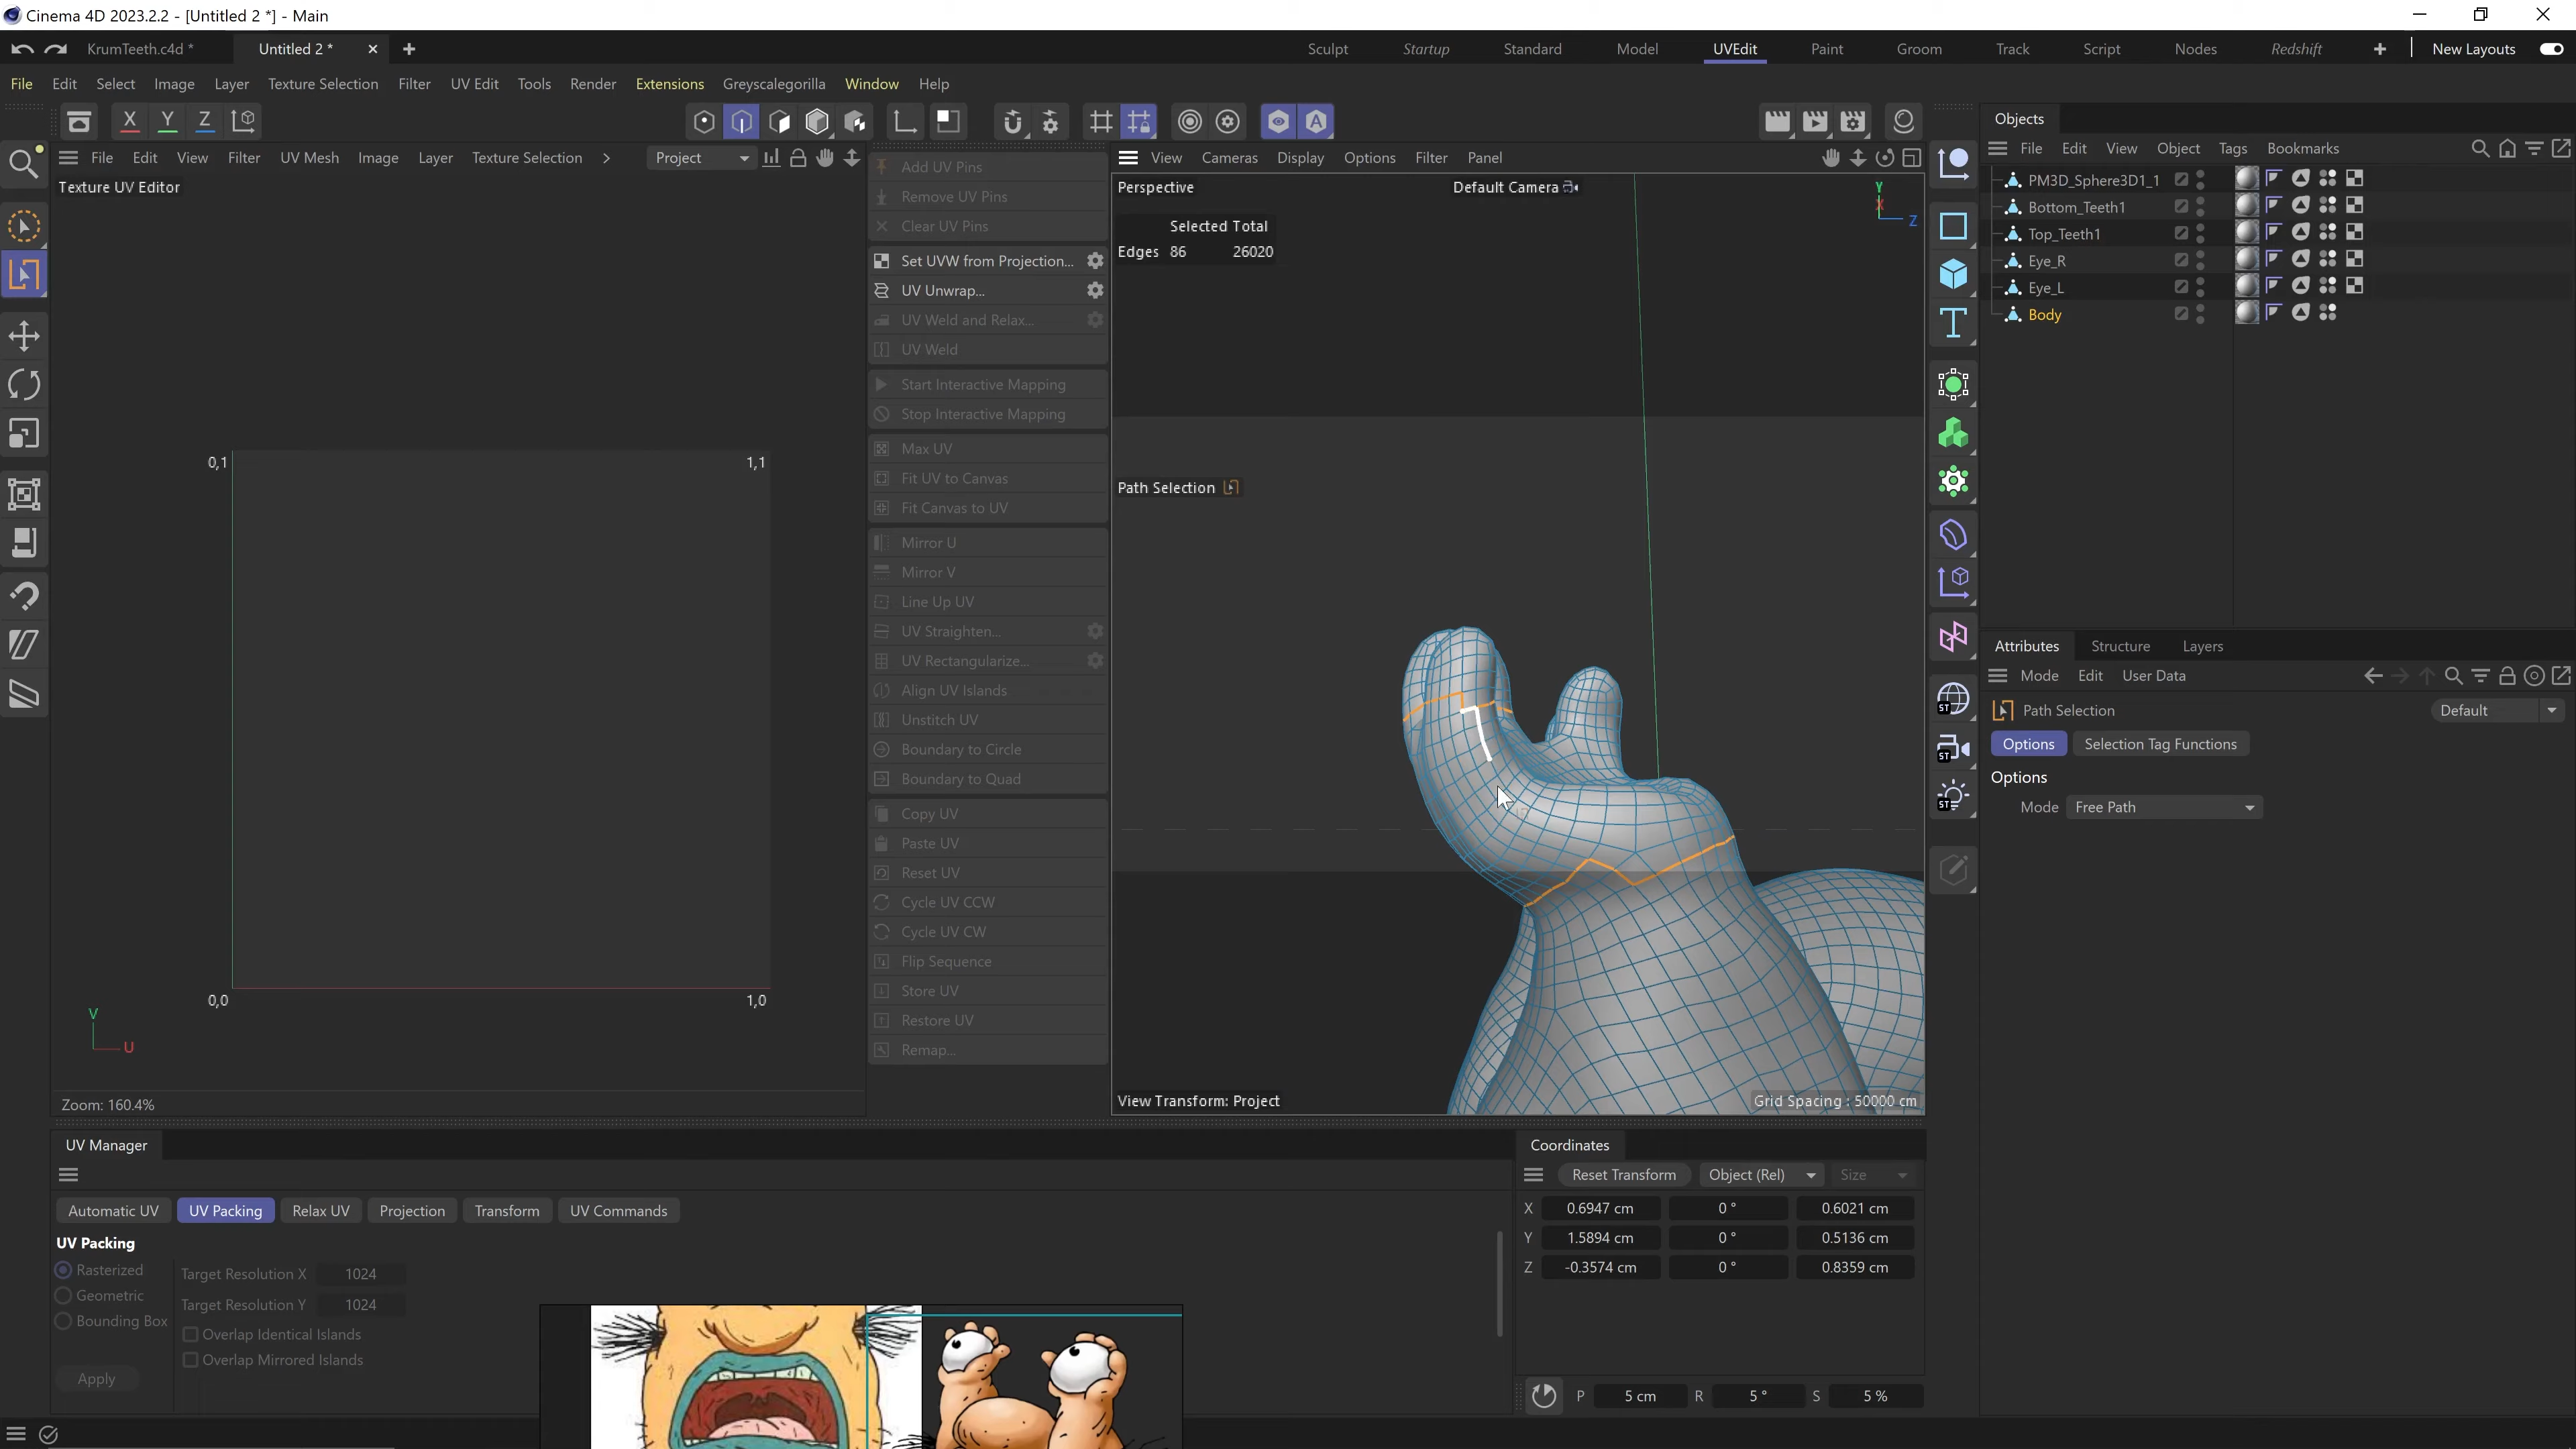 Cinema 4D 2023.2.2 - [Untitled 2 *] - Main
KrumTeeth.c4d *
Untitled 2 *
Sculpt
Startup
Standard
Model
UVEdit
Paint
Groom
Track
Script
Nodes
Redshift
New Layouts
File Edit Select Image Layer Texture Selection Filter UV Edit Tools Render Extensions Greyscalegorilla Window Help
X Y Z
File Edit View Filter UV Mesh Image Layer Texture Selection
Project
Texture UV Editor
0,1
1,1
0,0
1,0
V
U
Zoom: 160.4%
Add UV Pins
Remove UV Pins
Clear UV Pins
Set UVW from Projection...
UV Unwrap...
UV Weld and Relax...
UV Weld
Start Interactive Mapping
Stop Interactive Mapping
Max UV
Fit UV to Canvas
Fit Canvas to UV
Mirror U
Mirror V
Line Up UV
UV Straighten...
UV Rectangularize...
Align UV Islands
Unstitch UV
Boundary to Circle
Boundary to Quad
Copy UV
Paste UV
Reset UV
Cycle UV CCW
Cycle UV CW
Flip Sequence
Store UV
Restore UV
Remap...
View Cameras Display Options Filter Panel
Perspective
Default Camera
Y
X
Z
Selected Total
Edges 86 26020
Path Selection
View Transform: Project
Grid Spacing : 50000 cm
ST
ST
ST
Objects
File Edit View Object Tags Bookmarks
PM3D_Sphere3D1_1
Bottom_Teeth1
Top_Teeth1
Eye_R
Eye_L
Body
Attributes Structure Layers
Mode Edit User Data
Path Selection
Default
Options
Selection Tag Functions
Options
Mode Free Path
UV Manager
Automatic UV
UV Packing
Relax UV
Projection
Transform
UV Commands
UV Packing
Rasterized
Geometric
Bounding Box
Target Resolution X 1024
Target Resolution Y 1024
Overlap Identical Islands
Overlap Mirrored Islands
Apply
Coordinates
Reset Transform
Object (Rel)
Size
X 0.6947 cm 0 ° 0.6021 cm
Y 1.5894 cm 0 ° 0.5136 cm
Z -0.3574 cm 0 ° 0.8359 cm
P 5 cm R 5 ° S 5 %